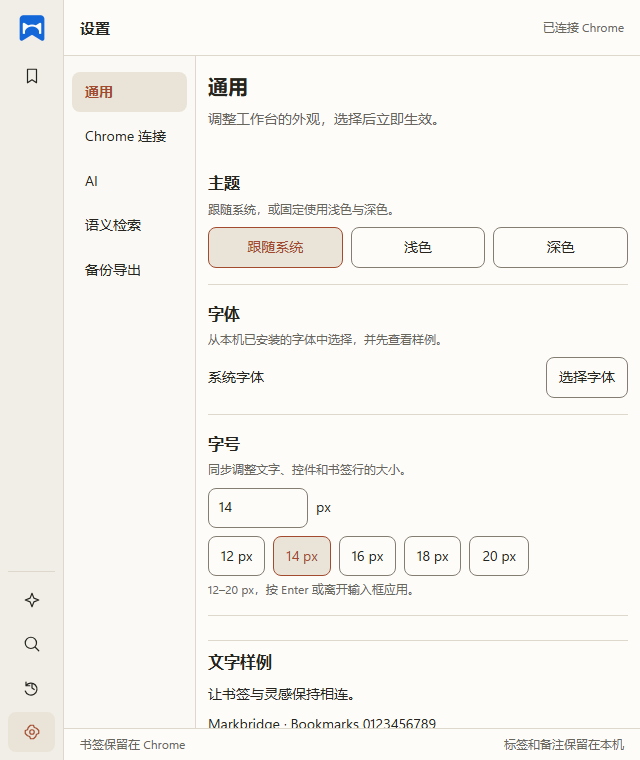 设置
已连接 Chrome
通用
Chrome 连接
AI
语义检索
备份导出
通用
调整工作台的外观，选择后立即生效。
主题
跟随系统，或固定使用浅色与深色。
跟随系统
浅色
深色
字体
从本机已安装的字体中选择，并先查看样例。
系统字体
选择字体
字号
同步调整文字、控件和书签行的大小。
14 px
12 px
14 px
16 px
18 px
20 px
12–20 px，按 Enter 或离开输入框应用。
文字样例
让书签与灵感保持相连。
Markbridge · Bookmarks 0123456789
书签保留在 Chrome
标签和备注保留在本机